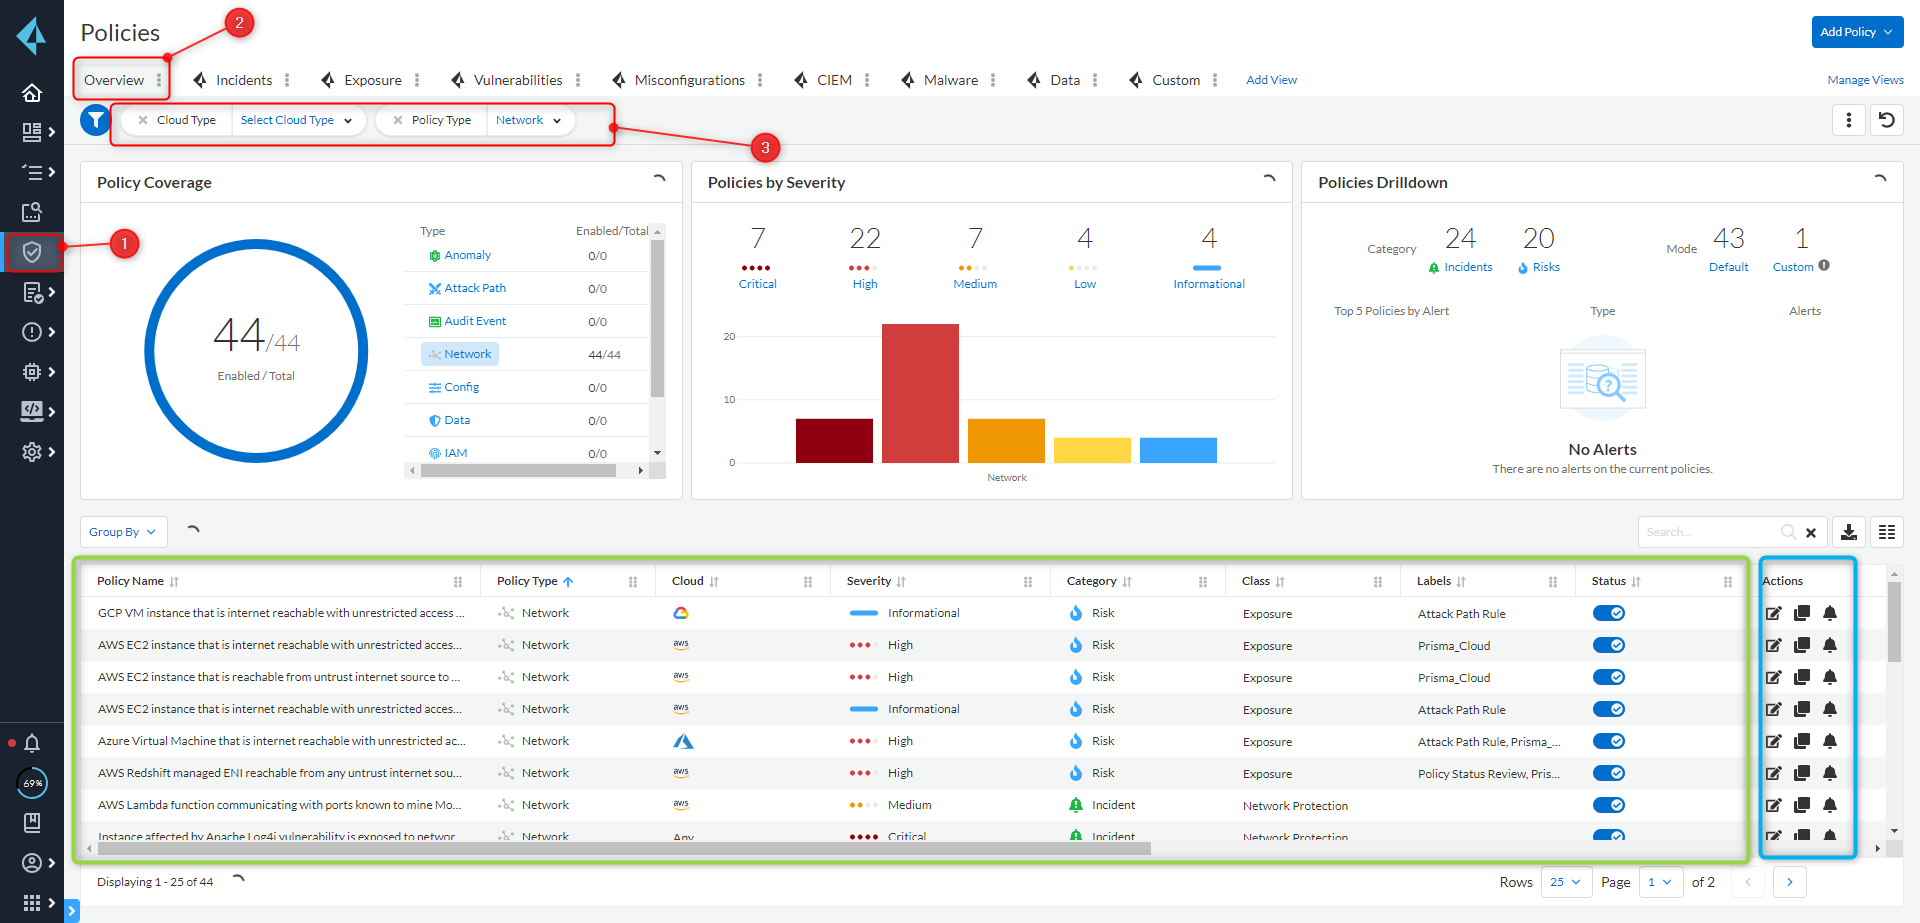 Policies
2
Add Policy
Overview
Incidents
Exposure
Vulnerabilities
Misconfigurations
CIEM
Malware
Data
Custom
Add View
Manage Views
Cloud Type
Select Cloud Type
Policy Type
Network
3
1
Policy Coverage
44/44
Enabled / Total
Type Enabled/Total
Anomaly 0/0
Attack Path 0/0
Audit Event 0/0
Network 44/44
Config 0/0
Data 0/0
IAM 0/0
Policies by Severity
7 22 7 4 4
Critical High Medium Low Informational
20
10
0
Network
Policies Drilldown
Category
24
Incidents
20
Risks
Mode
43
Default
1
Custom
Top 5 Policies by Alert Type Alerts
No Alerts
There are no alerts on the current policies.
Group By
Search...
Policy Name Policy Type Cloud Severity Category Class Labels Status Actions
GCP VM instance that is internet reachable with unrestricted access ... Network Informational Risk Exposure Attack Path Rule
AWS EC2 instance that is internet reachable with unrestricted acces... Network aws High Risk Exposure Prisma_Cloud
AWS EC2 instance that is reachable from untrust internet source to ... Network aws High Risk Exposure Prisma_Cloud
AWS EC2 instance that is internet reachable with unrestricted acces... Network aws Informational Risk Exposure Attack Path Rule
Azure Virtual Machine that is internet reachable with unrestricted ac... Network High Risk Exposure Attack Path Rule, Prisma_...
AWS Redshift managed ENI reachable from any untrust internet sou... Network aws High Risk Exposure Policy Status Review, Pris...
AWS Lambda function communicating with ports known to mine Mo... Network aws Medium Incident Network Protection
Instance affected by Apache Log4j vulnerability is exposed to networ... Network Any Critical Incident Network Protection
69%
Displaying 1 - 25 of 44
Rows 25 Page 1 of 2